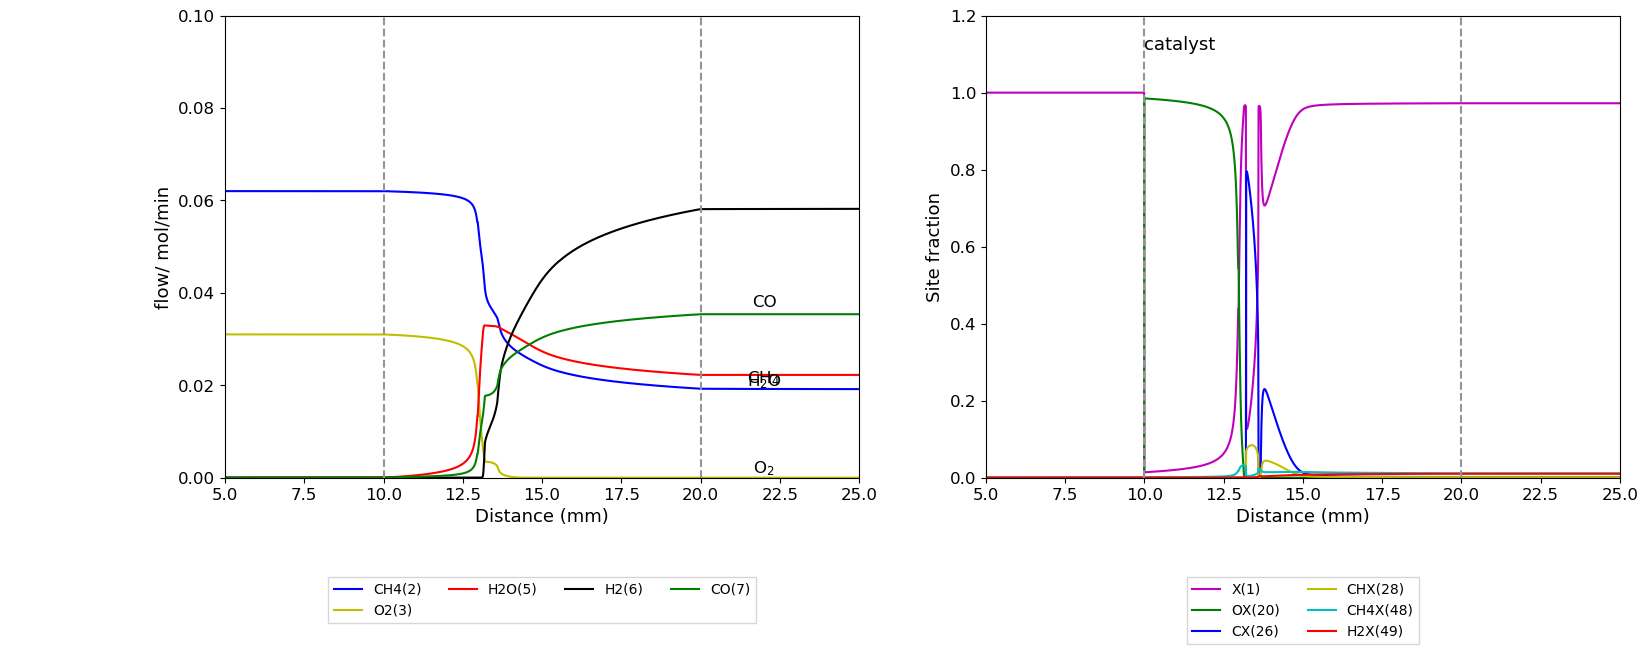 0.10
0.08
0.06
0.04
0.02
0.00
flow/ mol/min
CO
CH4
H₂O
O₂
5.0 7.5 10.0 12.5 15.0 17.5 20.0 22.5 25.0
Distance (mm)
CH4(2) H2O(5) H2(6) CO(7)
O2(3)
1.2
1.0
0.8
0.6
0.4
0.2
0.0
Site fraction
catalyst
5.0 7.5 10.0 12.5 15.0 17.5 20.0 22.5 25.0
Distance (mm)
X(1) CHX(28)
OX(20) CH4X(48)
CX(26) H2X(49)